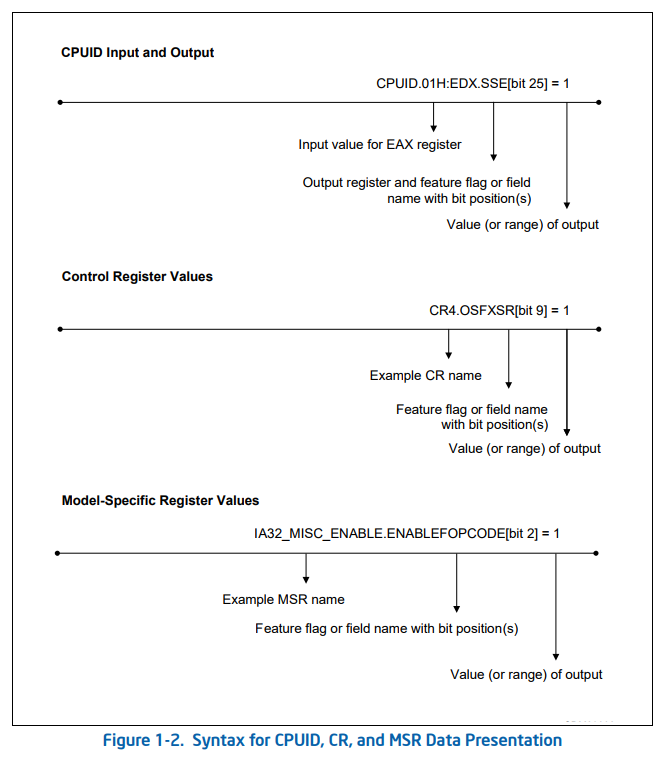 CPUID Input and Output
CPUID.01H:EDX.SSE[bit 25] = 1
Input value for EAX register
Output register and feature flag or field
name with bit position(s)
Value (or range) of output
Control Register Values
CR4.OSFXSR[bit 9] = 1
Example CR name
Feature flag or field name
with bit position(s)
Value (or range) of output
Model-Specific Register Values
IA32_MISC_ENABLE.ENABLEFOPCODE[bit 2] = 1
Example MSR name
Feature flag or field name with bit position(s)
Value (or range) of output
Figure 1-2. Syntax for CPUID, CR, and MSR Data Presentation